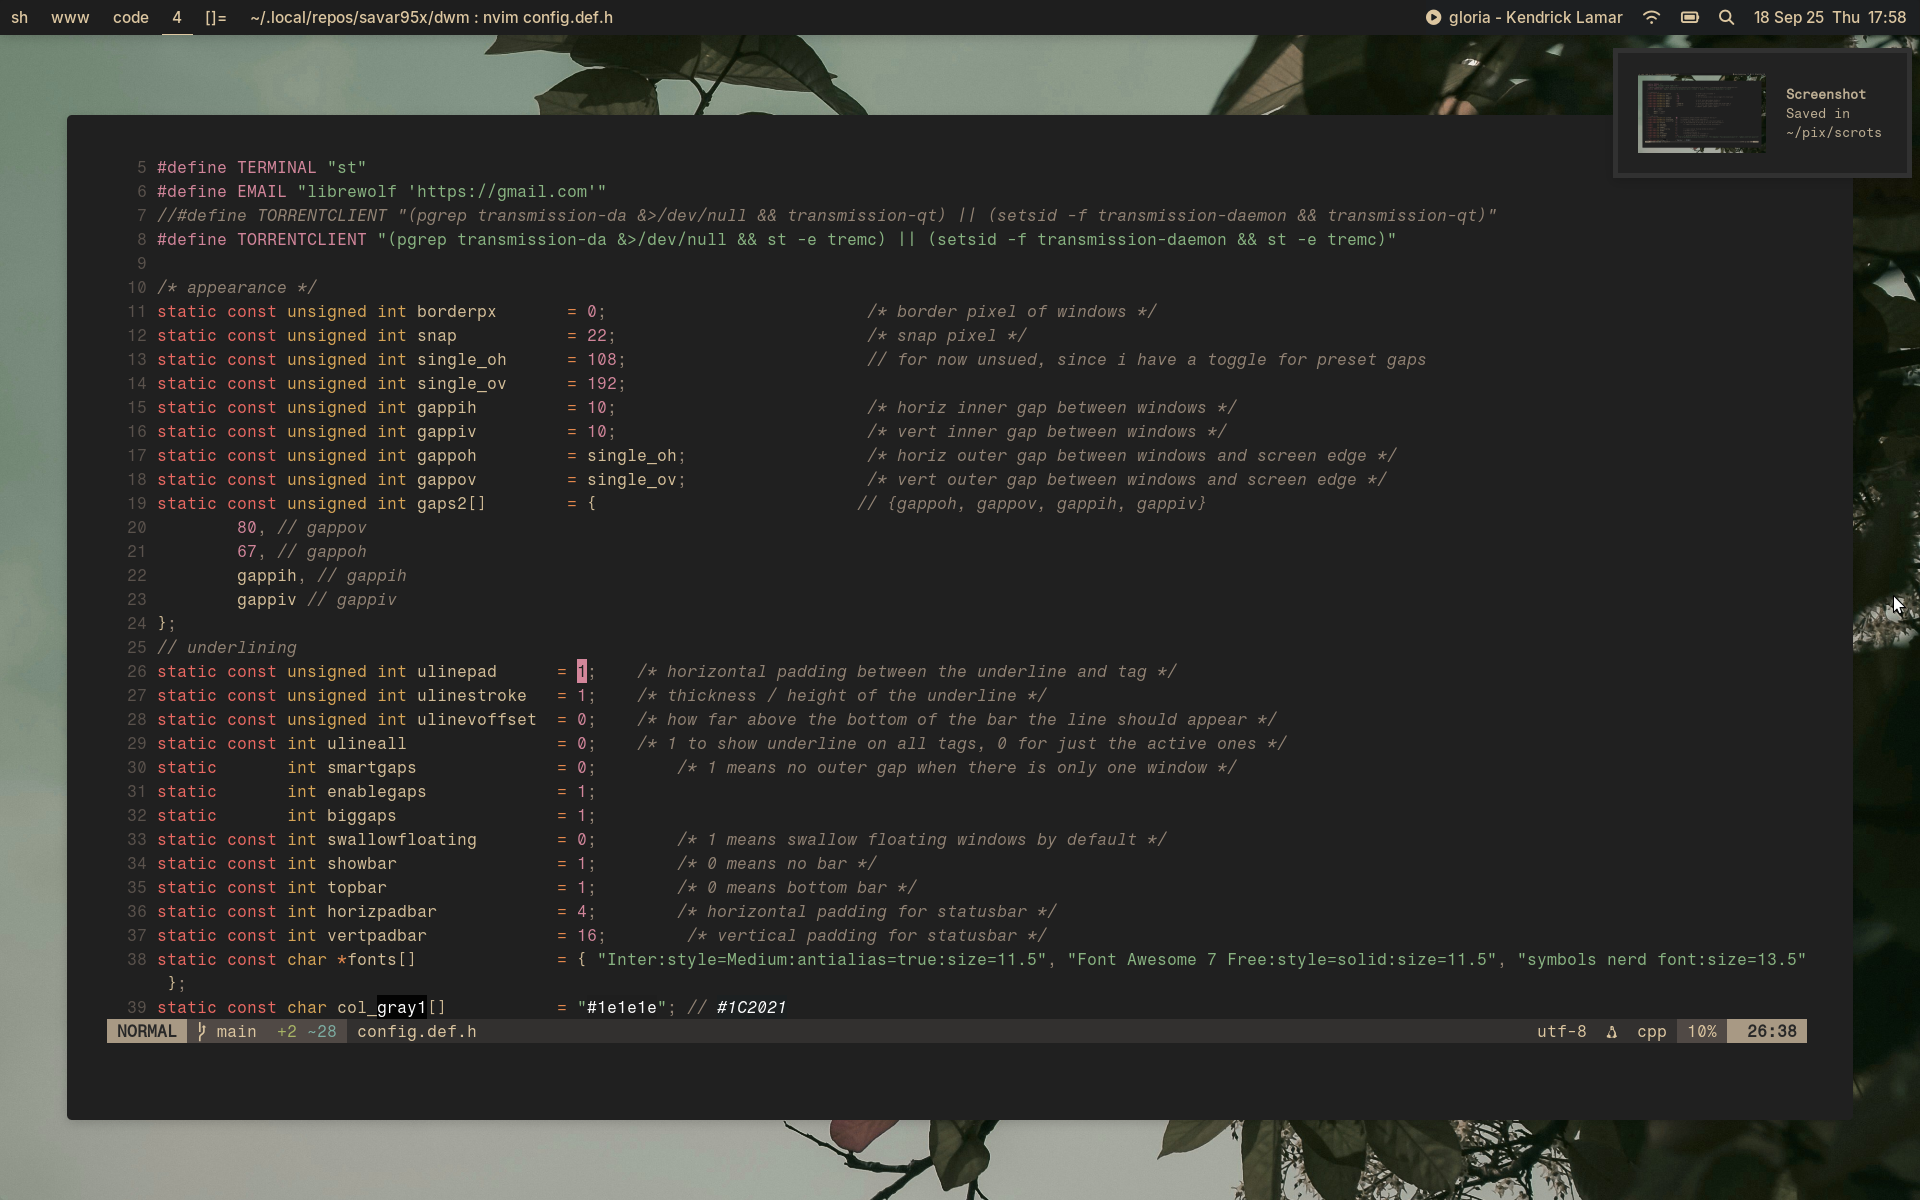 sh www code 4 []= ~/.local/repos/savar95x/dwm : nvim config.def.h gloria - Kendrick Lamar 18 Sep 25 Thu 17:58
Screenshot
Saved in
~/pix/scrots
5 #define TERMINAL "st"
6 #define EMAIL "librewolf 'https://gmail.com'"
7 //#define TORRENTCLIENT "(pgrep transmission-da &>/dev/null && transmission-qt) || (setsid -f transmission-daemon && transmission-qt)"
8 #define TORRENTCLIENT "(pgrep transmission-da &>/dev/null && st -e tremc) || (setsid -f transmission-daemon && st -e tremc)"
9
10 /* appearance */
11 static const unsigned int borderpx = 0; /* border pixel of windows */
12 static const unsigned int snap = 22; /* snap pixel */
13 static const unsigned int single_oh = 108; // for now unsued, since i have a toggle for preset gaps
14 static const unsigned int single_ov = 192;
15 static const unsigned int gappih = 10; /* horiz inner gap between windows */
16 static const unsigned int gappiv = 10; /* vert inner gap between windows */
17 static const unsigned int gappoh = single_oh; /* horiz outer gap between windows and screen edge */
18 static const unsigned int gappov = single_ov; /* vert outer gap between windows and screen edge */
19 static const unsigned int gaps2[] = { // {gappoh, gappov, gappih, gappiv}
20 80, // gappov
21 67, // gappoh
22 gappih, // gappih
23 gappiv // gappiv
24 };
25 // underlining
26 static const unsigned int ulinepad = 1; /* horizontal padding between the underline and tag */
27 static const unsigned int ulinestroke = 1; /* thickness / height of the underline */
28 static const unsigned int ulinevoffset = 0; /* how far above the bottom of the bar the line should appear */
29 static const int ulineall = 0; /* 1 to show underline on all tags, 0 for just the active ones */
30 static int smartgaps = 0; /* 1 means no outer gap when there is only one window */
31 static int enablegaps = 1;
32 static int biggaps = 1;
33 static const int swallowfloating = 0; /* 1 means swallow floating windows by default */
34 static const int showbar = 1; /* 0 means no bar */
35 static const int topbar = 1; /* 0 means bottom bar */
36 static const int horizpadbar = 4; /* horizontal padding for statusbar */
37 static const int vertpadbar = 16; /* vertical padding for statusbar */
38 static const char *fonts[] = { "Inter:style=Medium:antialias=true:size=11.5", "Font Awesome 7 Free:style=solid:size=11.5", "symbols nerd font:size=13.5"
};
39 static const char col_gray1[] = "#1e1e1e"; // #1C2021
NORMAL main +2 ~28 config.def.h utf-8 cpp 10% 26:38